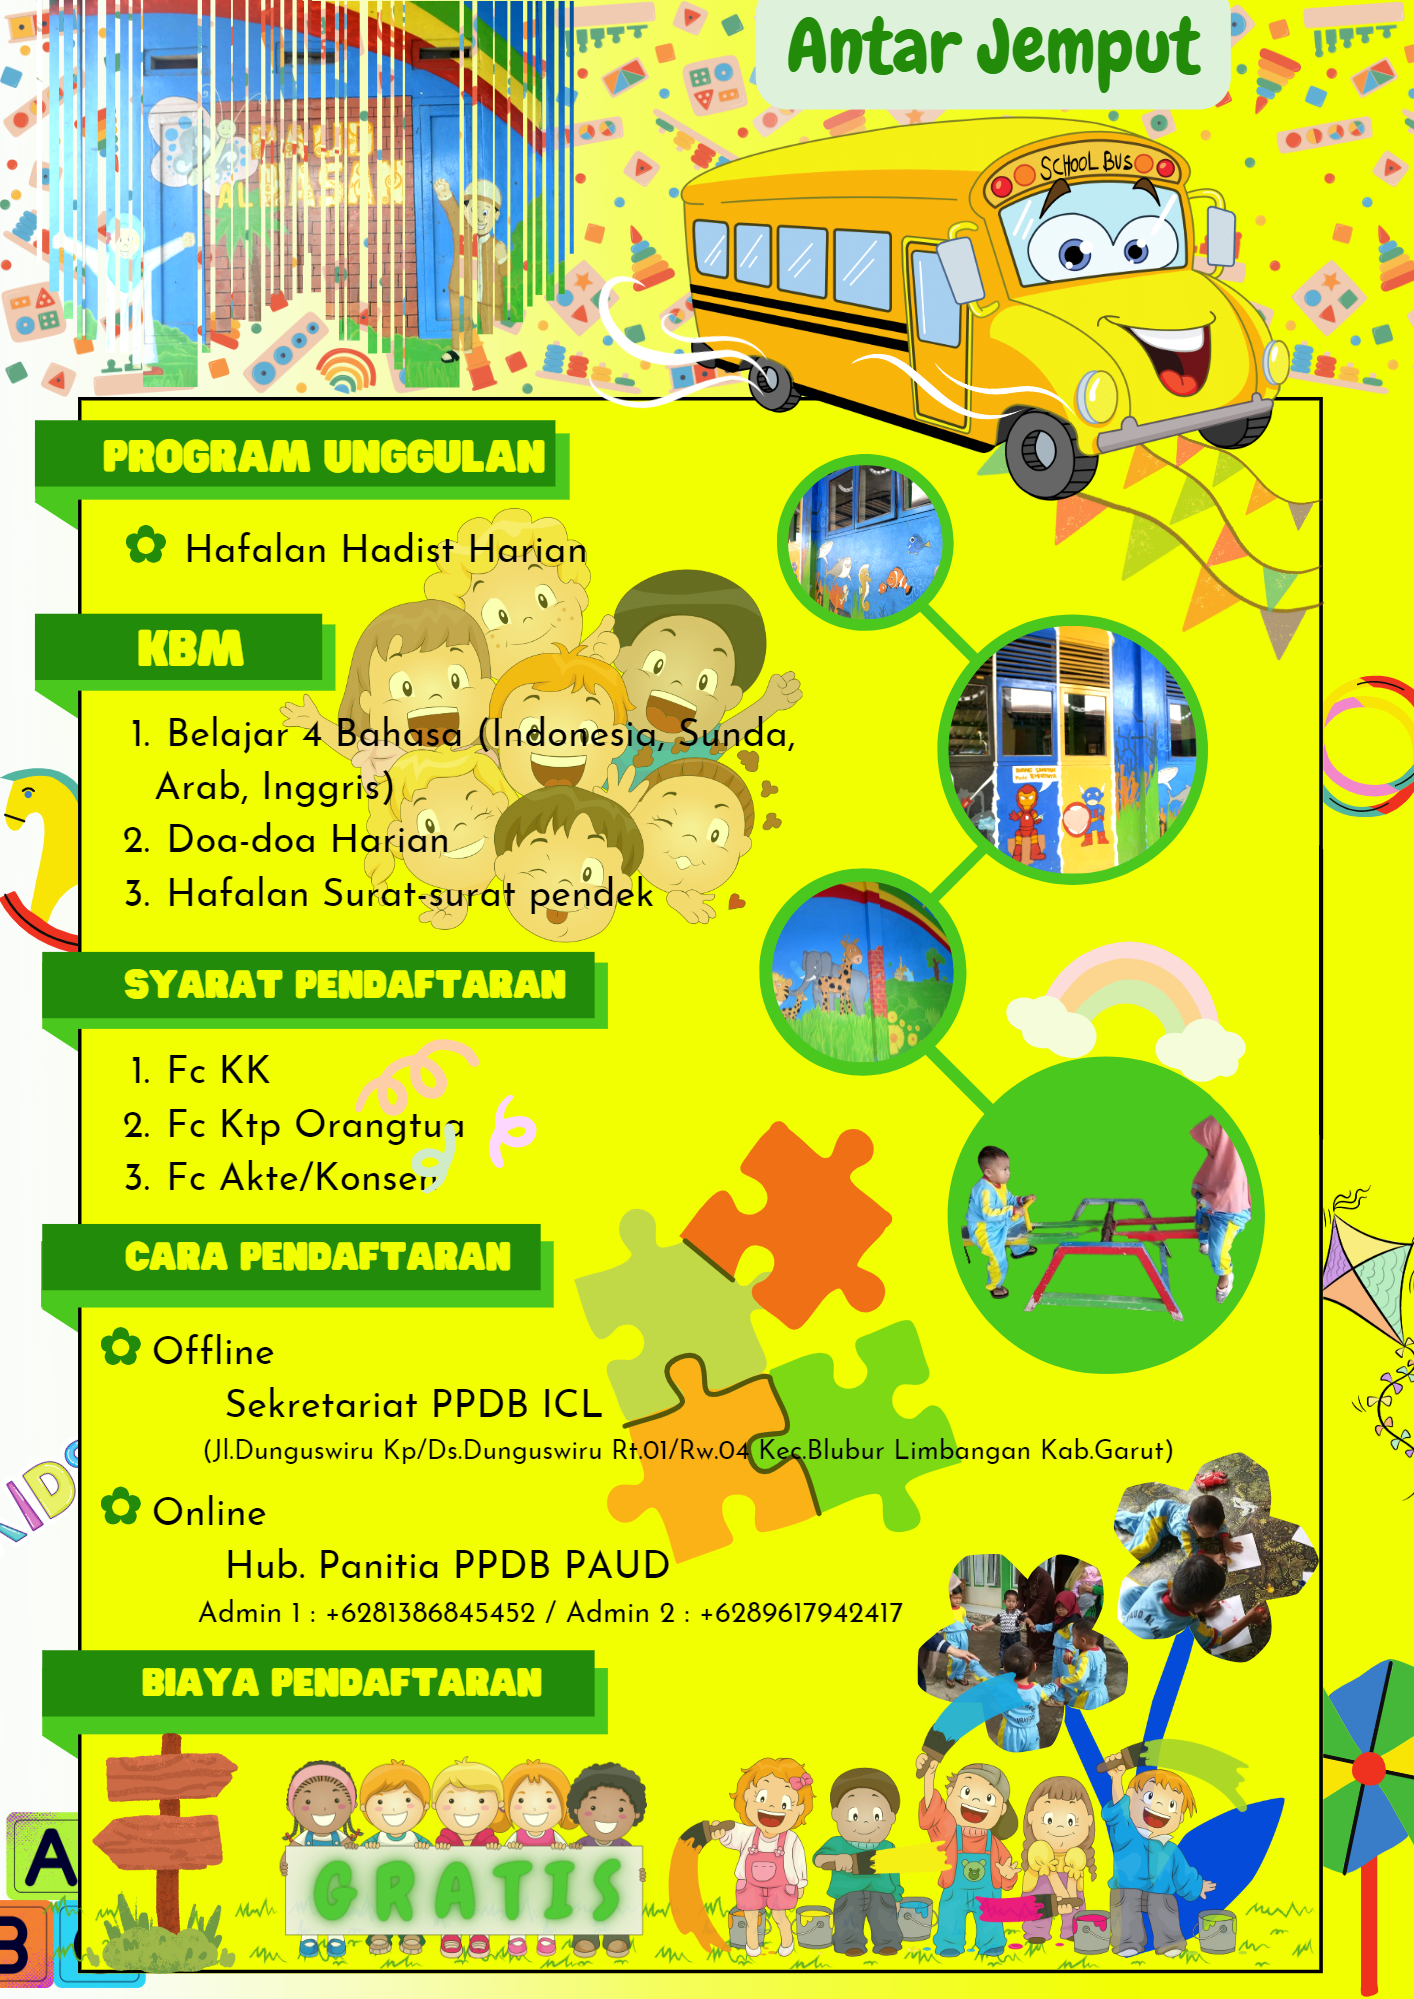 Antar Jemput
PAUD
AL HASAN
SCHOOL BUS
PROGRAM UNGGULAN
Hafalan Hadist Harian
KBM
1. Belajar 4 Bahasa (Indonesia, Sunda,
Arab, Inggris)
2. Doa-doa Harian
3. Hafalan Surat-surat pendek
SYARAT PENDAFTARAN
1. Fc KK
2. Fc Ktp Orangtua
3. Fc Akte/Konsen
CARA PENDAFTARAN
Offline
Sekretariat PPDB ICL
(Jl.Dunguswiru Kp/Ds.Dunguswiru Rt.01/Rw.04 Kec.Blubur Limbangan Kab.Garut)
KIDS
Online
Hub. Panitia PPDB PAUD
Admin 1 : +6281386845452 / Admin 2 : +6289617942417
BIAYA PENDAFTARAN
GRATIS
A
B